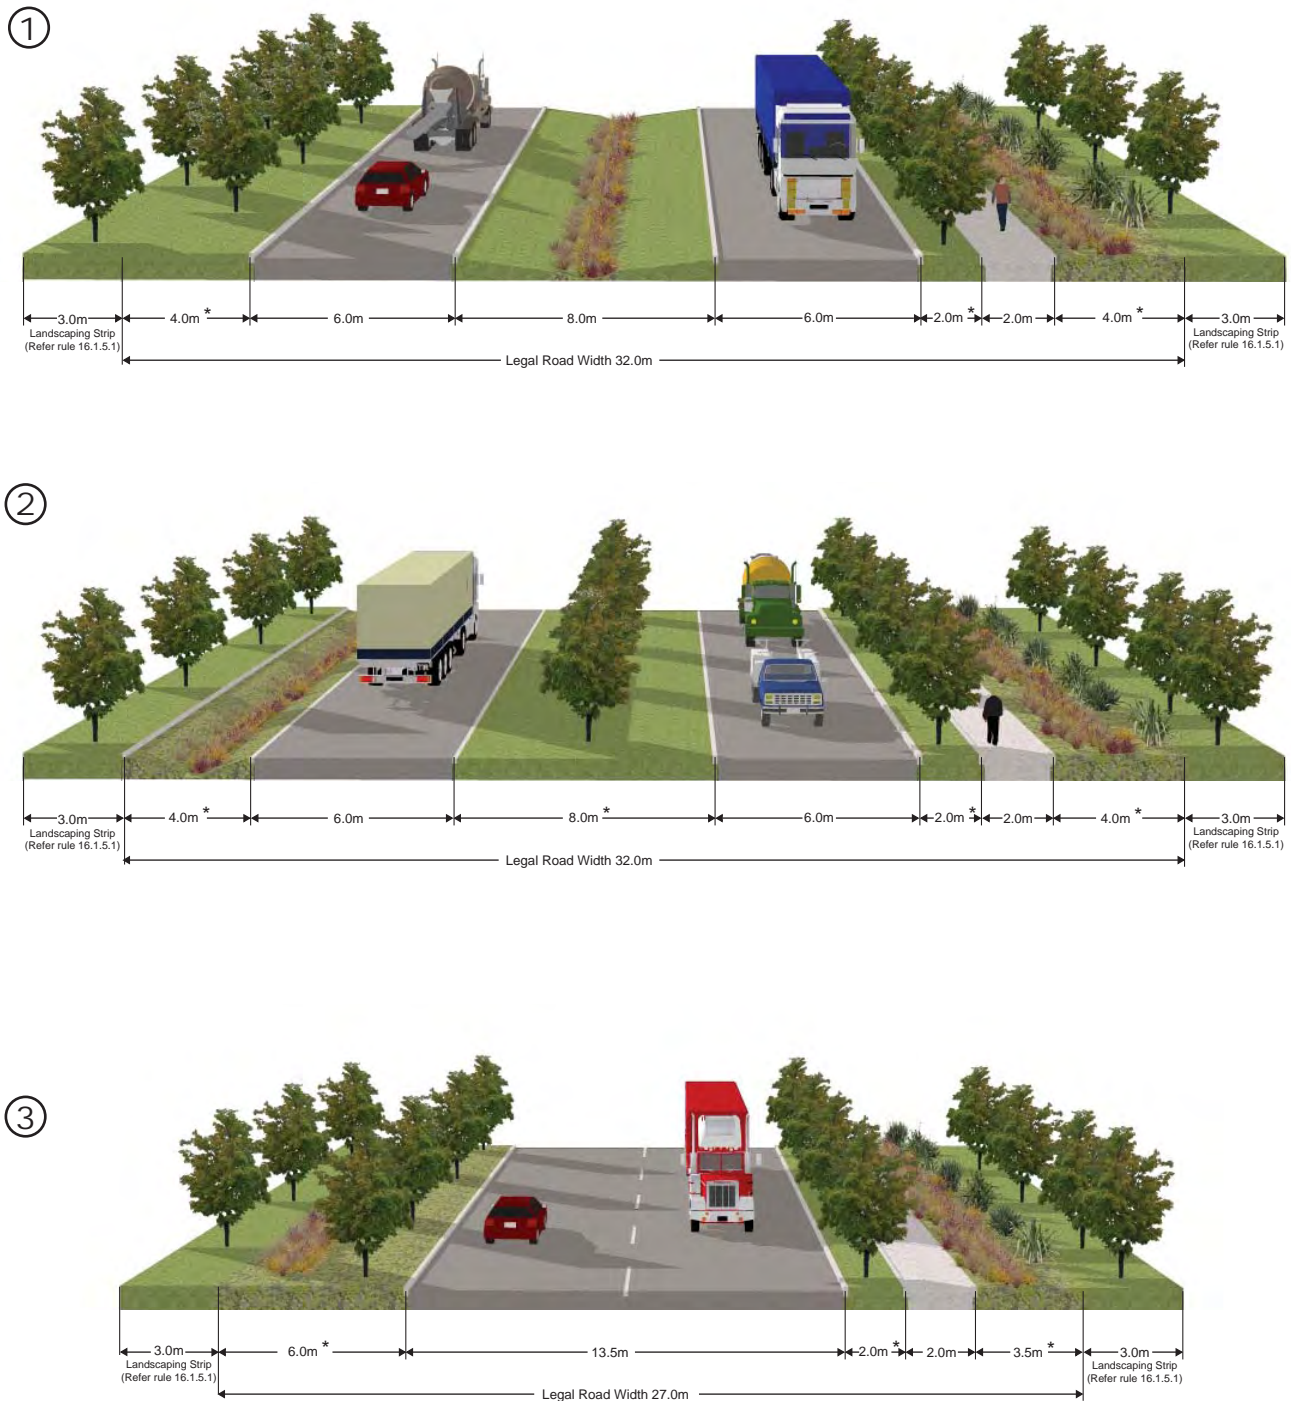 1
3.0m 4.0m * 6.0m 8.0m 6.0m 2.0m * 2.0m 4.0m * 3.0m
Landscaping Strip
(Refer rule 16.1.5.1)
Landscaping Strip
(Refer rule 16.1.5.1)
Legal Road Width 32.0m
2
3.0m 4.0m * 6.0m 8.0m * 6.0m 2.0m * 2.0m 4.0m * 3.0m
Landscaping Strip
(Refer rule 16.1.5.1)
Landscaping Strip
(Refer rule 16.1.5.1)
Legal Road Width 32.0m
3
3.0m 6.0m * 13.5m 2.0m * 2.0m 3.5m * 3.0m
Landscaping Strip
(Refer rule 16.1.5.1)
Landscaping Strip
(Refer rule 16.1.5.1)
Legal Road Width 27.0m